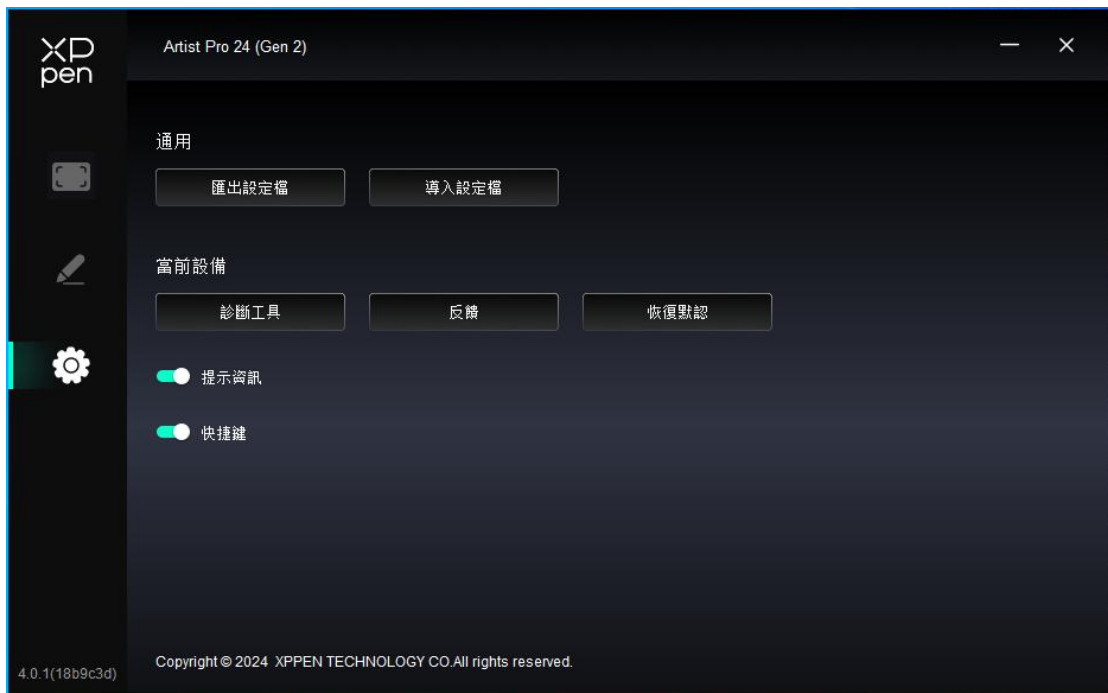 XP
pen
Artist Pro 24 (Gen 2)
通用
匯出設定檔 導入設定檔
當前設備
診斷工具 反饋 恢復默認
提示資訊
快捷鍵
Copyright © 2024 XPPEN TECHNOLOGY CO.All rights reserved.
4.0.1(18b9c3d)